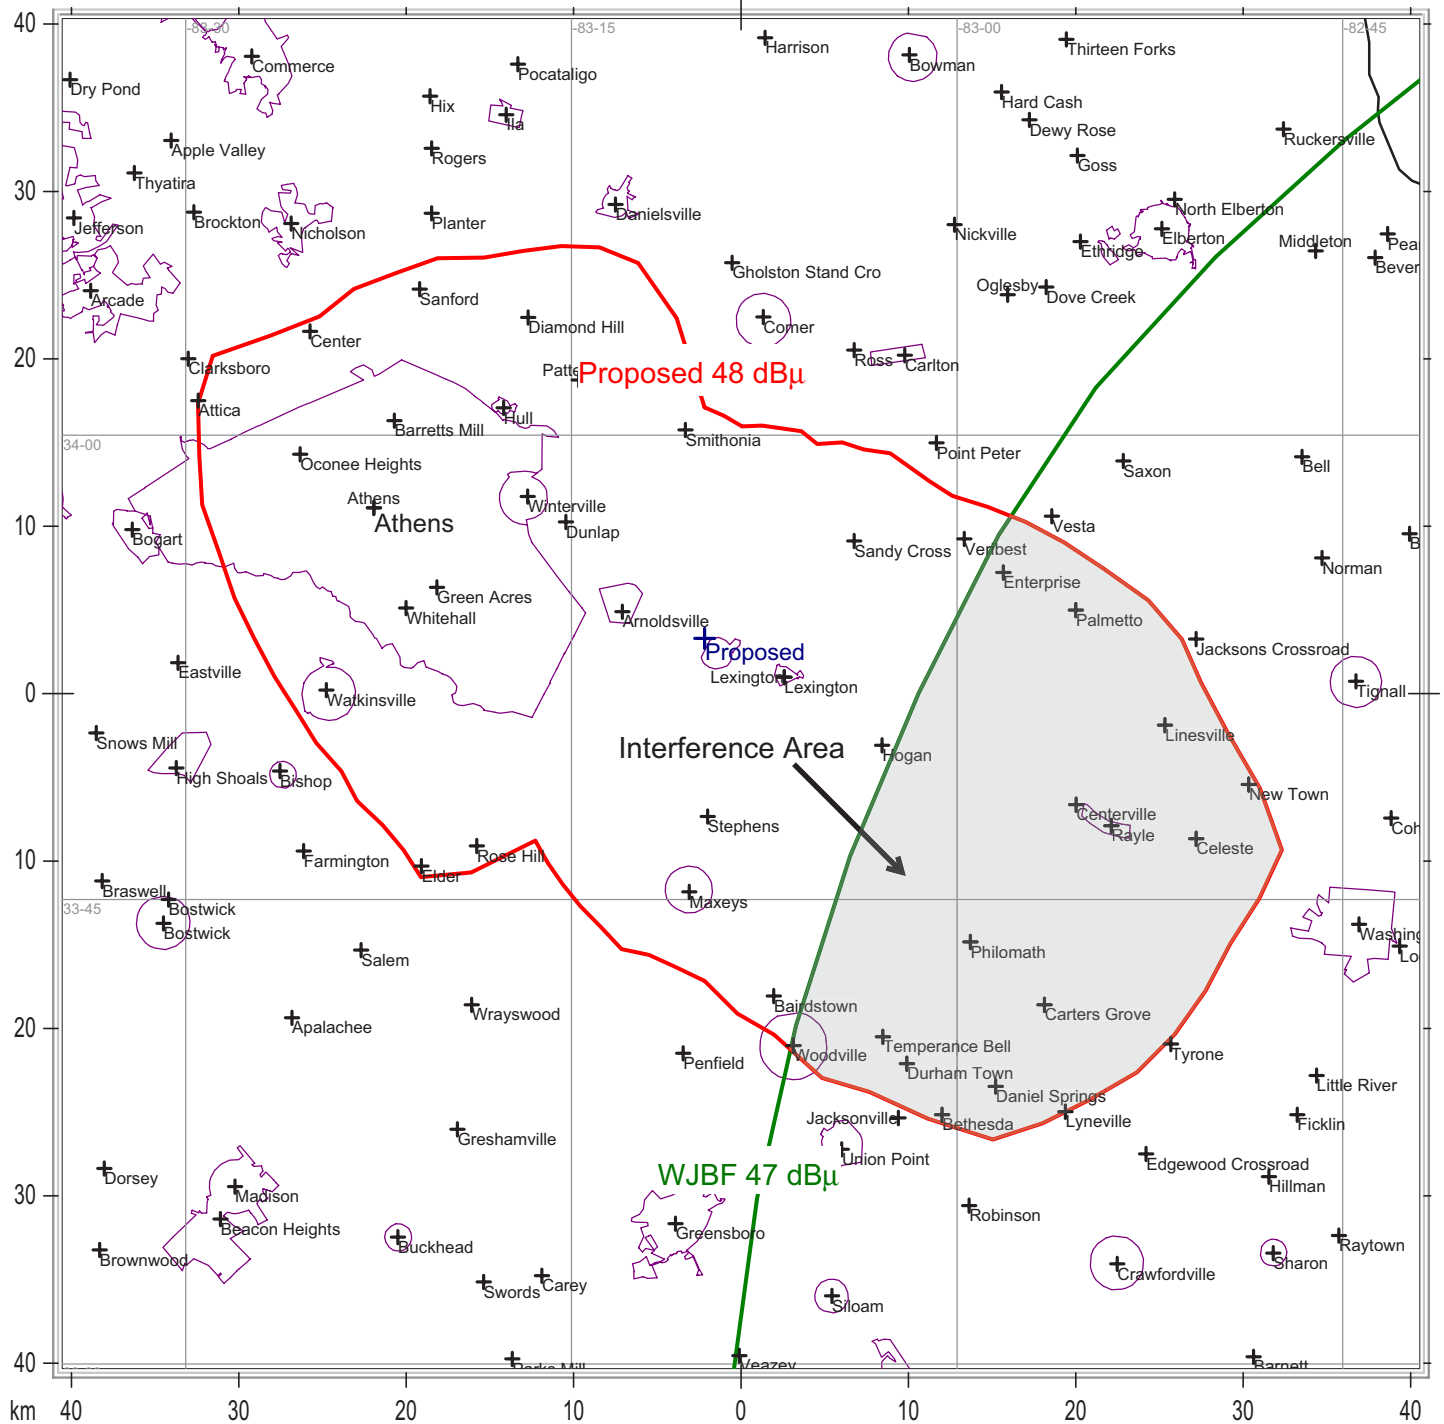 40
-83-30
-83-15
-83-00
-82-45
Harrison
Thirteen Forks
Commerce
Bowman
Pocataligo
Dry Pond
Hix
Hard Cash
Ila
Dewy Rose
Ruckersville
Apple Valley
Rogers
Goss
Thyatira
30
North Elberton
Jefferson
Brockton
Nicholson
Planter
Danielsville
Nickville
Elberton
Middleton
Ethridge
Pea
Bever
Gholston Stand Cro
Arcade
Sanford
Oglesby
Dove Creek
Diamond Hill
Comer
Center
20
Clarksboro
Patte
Proposed 48 dBµ
Ross
Carlton
Attica
Hull
Barretts Mill
Smithonia
34-00
Point Peter
Oconee Heights
Saxon
Bell
Athens
Winterville
Athens
10
Bogart
Dunlap
Vesta
Sandy Cross
Veribest
B
Enterprise
Norman
Green Acres
Whitehall
Arnoldsville
Palmetto
Proposed
Jacksons Crossroad
Eastville
Lexington
Lexington
0
Watkinsville
Tignall
Snows Mill
Linesville
Interference Area
Hogan
High Shoals
Bishop
New Town
Centerville
Stephens
Rayle
Coh
Celeste
10
Farmington
Rose Hill
Elder
Braswell
Maxeys
33-45
Bostwick
Bostwick
Washing
Lo
Salem
Philomath
Bairdstown
Wrayswood
Carters Grove
20
Apalachee
Temperance Bell
Woodville
Penfield
Tyrone
Durham Town
Little River
Daniel Springs
Jacksonville
Bethesda
Lyneville
Ficklin
Greshamville
Union Point
Edgewood Crossroad
Dorsey
WJBF 47 dBµ
Hillman
30
Madison
Robinson
Beacon Heights
Greensboro
Buckhead
Raytown
Brownwood
Sharon
Crawfordville
Swords
Carey
Siloam
40
Parks Mill
Veazey
Barnett
km
40
30
20
10
0
10
20
30
40